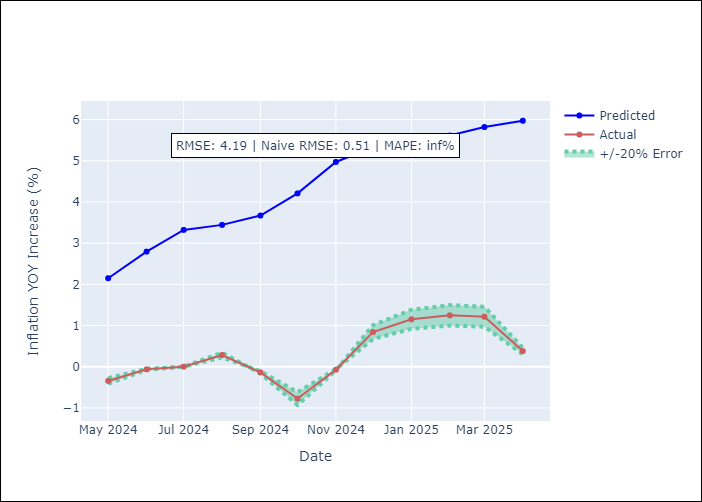 RMSE: 4.19 | Naive RMSE: 0.51 | MAPE: inf%
Predicted
Actual
+/-20% Error
Inflation YOY Increase (%)
6
5
4
3
2
1
0
−1
May 2024
Jul 2024
Sep 2024
Nov 2024
Jan 2025
Mar 2025
Date